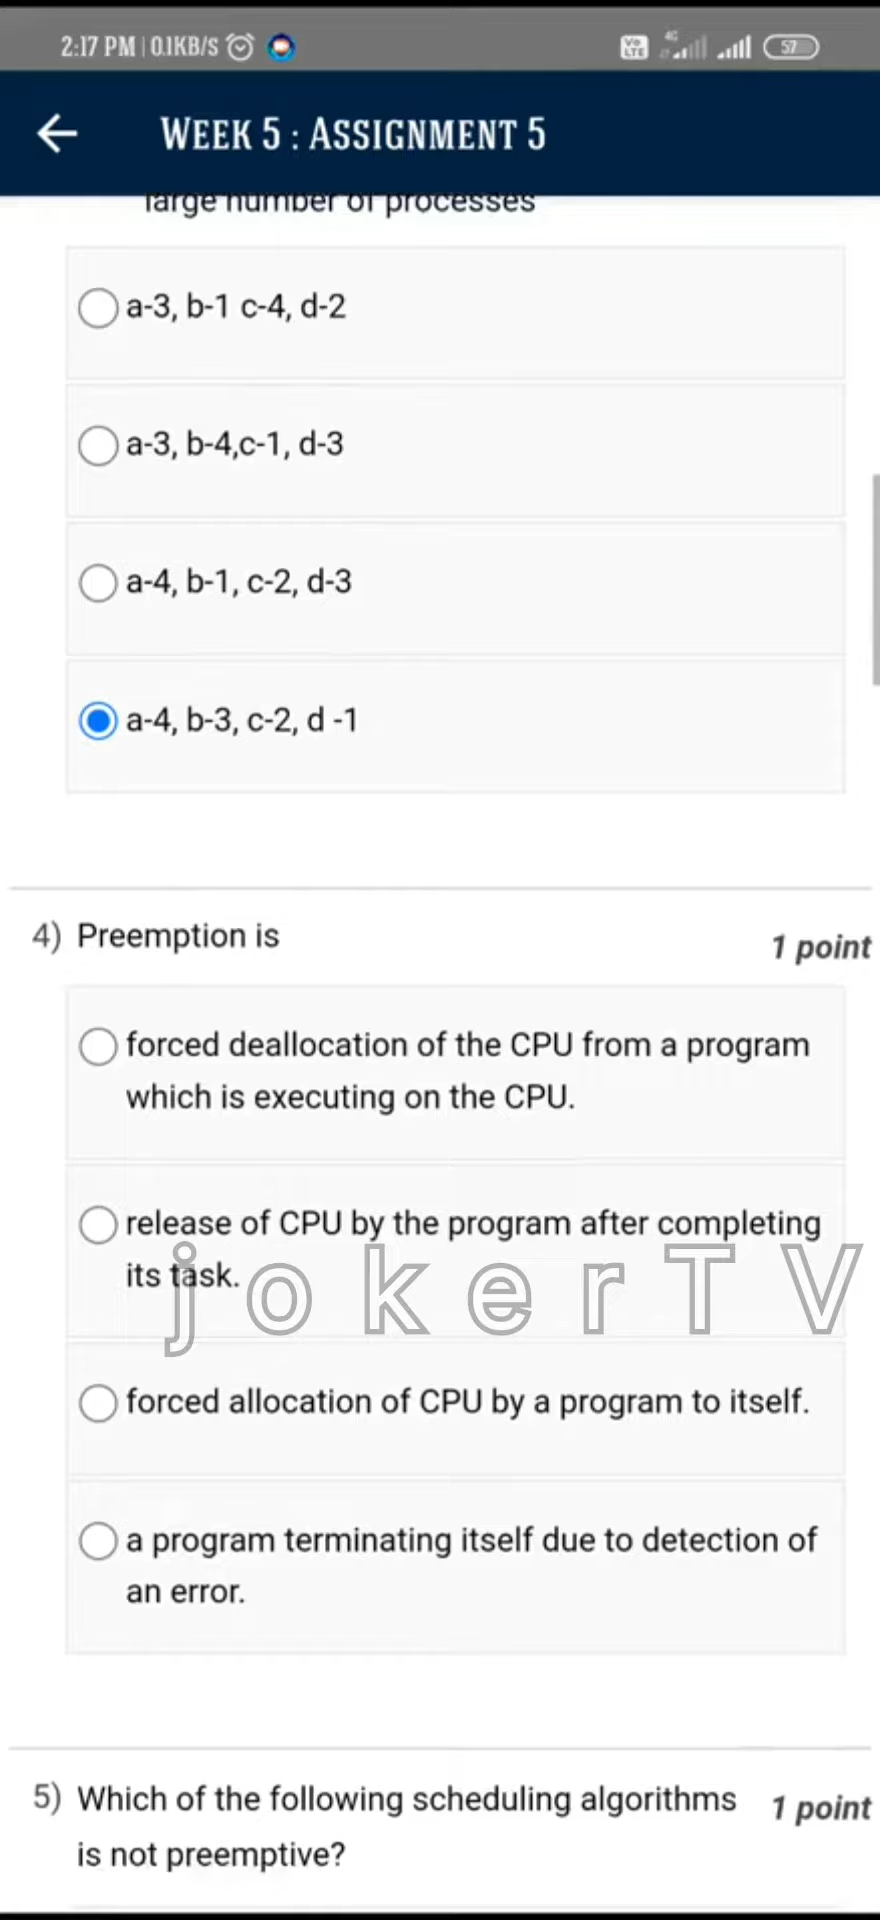 2:17 PM | 0.1KB/S
Vo LTE 4G 57
WEEK 5 : ASSIGNMENT 5
large number of processes
a-3, b-1 c-4, d-2
a-3, b-4,c-1, d-3
a-4, b-1, c-2, d-3
a-4, b-3, c-2, d -1
4) Preemption is
1 point
forced deallocation of the CPU from a program
which is executing on the CPU.
release of CPU by the program after completing
its task.
jokerTV
forced allocation of CPU by a program to itself.
a program terminating itself due to detection of
an error.
5) Which of the following scheduling algorithms
1 point
is not preemptive?